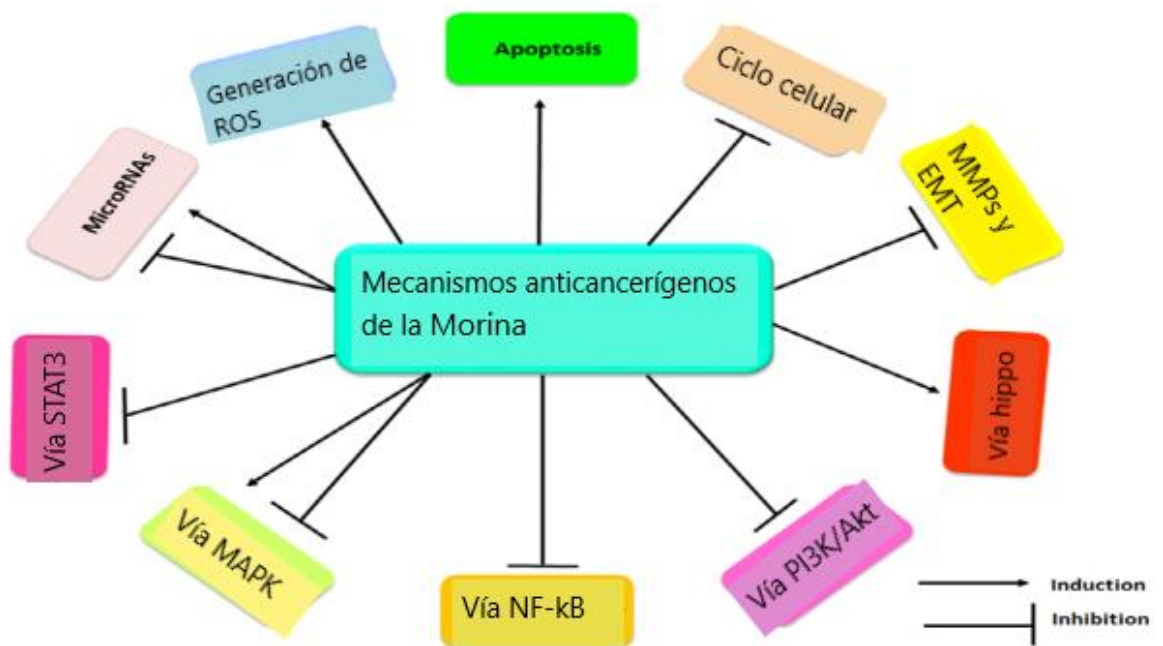 Apoptosis
Generación de
ROS
Ciclo celular
MicroRNAs
MMPs y
EMT
Mecanismos anticancerígenos
de la Morina
Vía STAT3
Vía hippo
Vía MAPK
Vía NF-kB
Vía PI3K/Akt
Induction
Inhibition